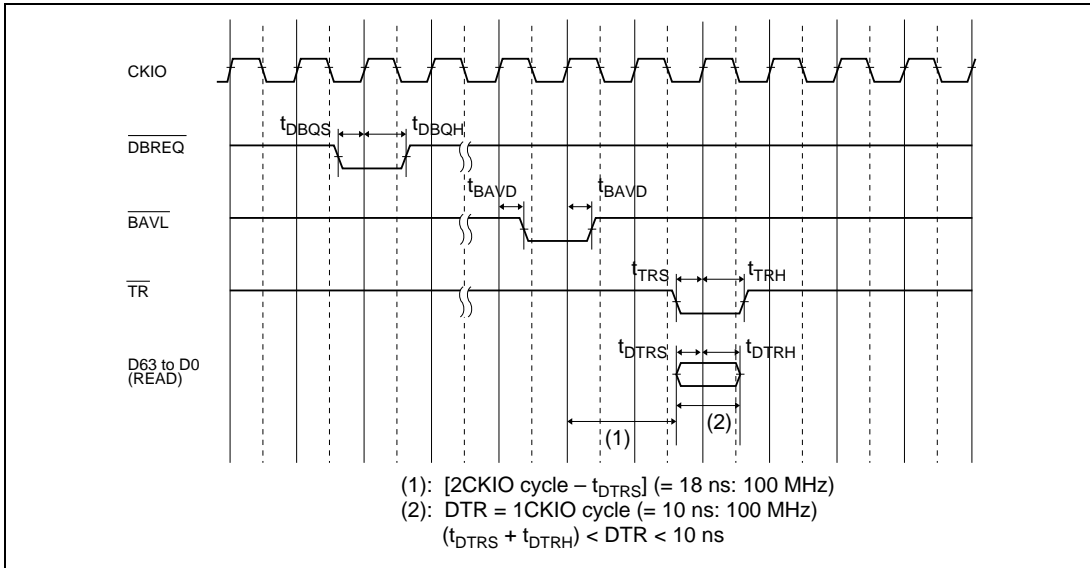 CKIO
tDBQS
tDBQH
DBREQ
tBAVD
tBAVD
BAVL
tTRS
tTRH
TR
tDTRS
tDTRH
D63 to D0
(READ)
(1)
(2)
(1): [2CKIO cycle – tDTRS] (= 18 ns: 100 MHz)
(2): DTR = 1CKIO cycle (= 10 ns: 100 MHz)
(tDTRS + tDTRH) < DTR < 10 ns